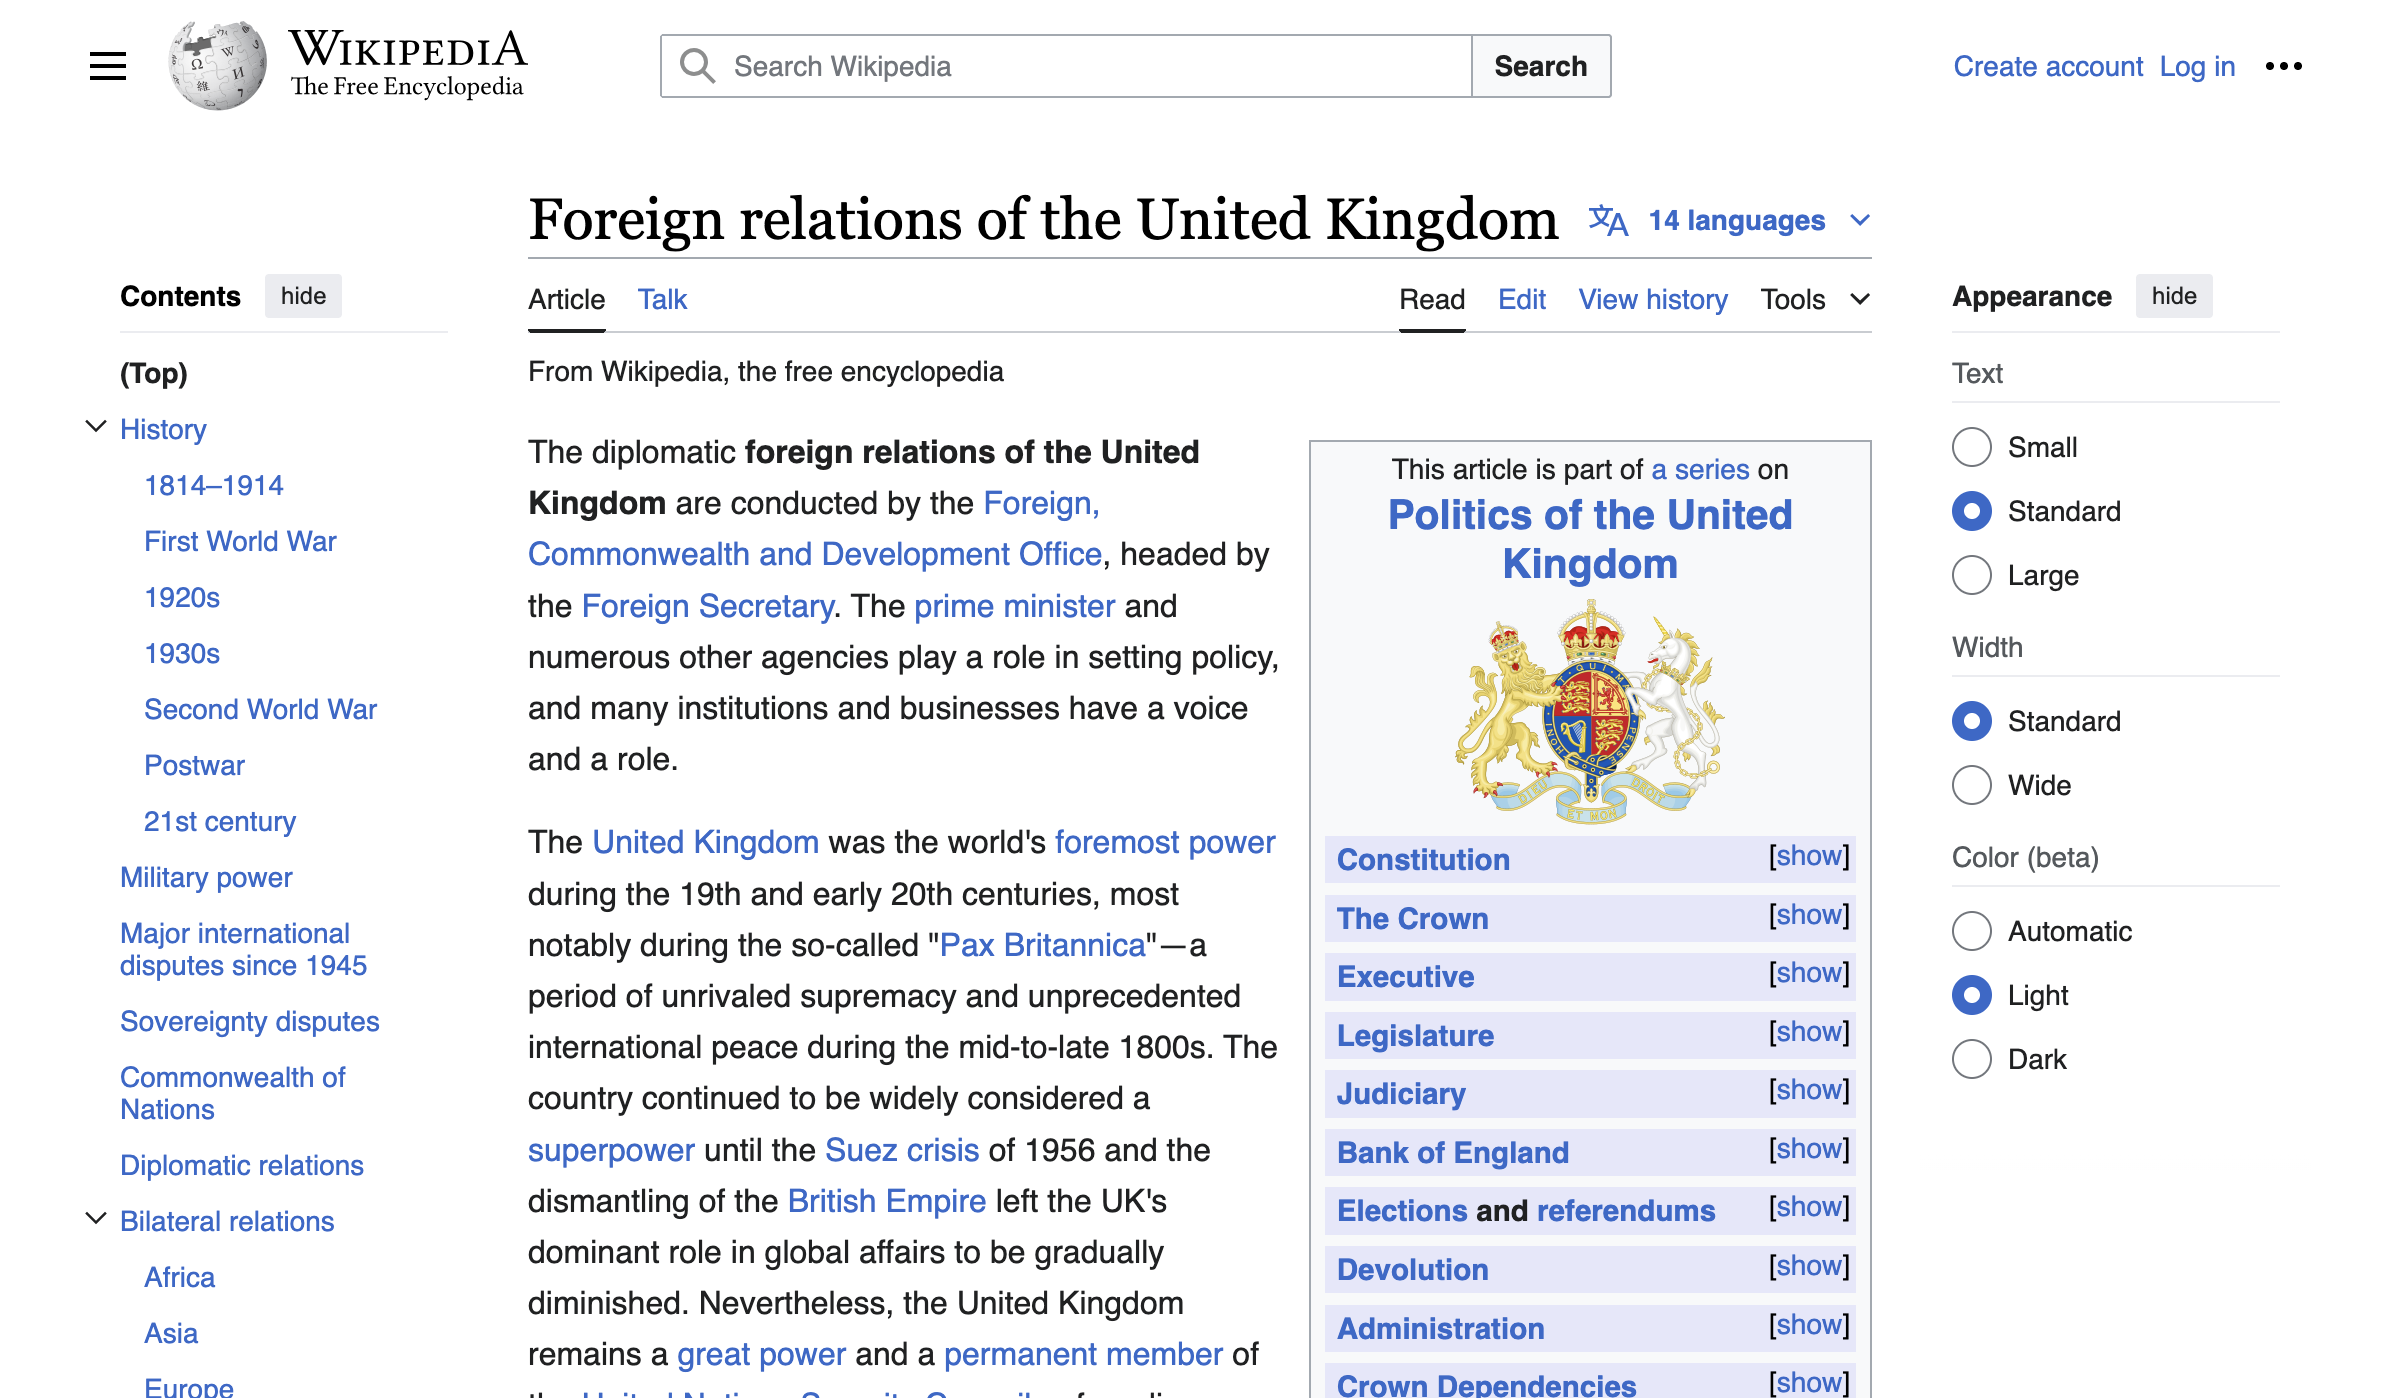 WIKIPEDIA
The Free Encyclopedia
Search Wikipedia
Search
Create account
Log in
Foreign relations of the United Kingdom
14 languages
Contents
hide
(Top)
History
1814–1914
First World War
1920s
1930s
Second World War
Postwar
21st century
Military power
Major international
disputes since 1945
Sovereignty disputes
Commonwealth of
Nations
Diplomatic relations
Bilateral relations
Africa
Asia
Europe
Article
Talk
Read
Edit
View history
Tools
From Wikipedia, the free encyclopedia
The diplomatic foreign relations of the United
Kingdom are conducted by the Foreign,
Commonwealth and Development Office, headed by
the Foreign Secretary. The prime minister and
numerous other agencies play a role in setting policy,
and many institutions and businesses have a voice
and a role.
The United Kingdom was the world's foremost power
during the 19th and early 20th centuries, most
notably during the so-called "Pax Britannica"—a
period of unrivaled supremacy and unprecedented
international peace during the mid-to-late 1800s. The
country continued to be widely considered a
superpower until the Suez crisis of 1956 and the
dismantling of the British Empire left the UK's
dominant role in global affairs to be gradually
diminished. Nevertheless, the United Kingdom
remains a great power and a permanent member of
This article is part of a series on
Politics of the United
Kingdom
Constitution [show]
The Crown [show]
Executive [show]
Legislature [show]
Judiciary [show]
Bank of England [show]
Elections and referendums [show]
Devolution [show]
Administration [show]
Crown Dependencies [show]
Appearance
hide
Text
Small
Standard
Large
Width
Standard
Wide
Color (beta)
Automatic
Light
Dark